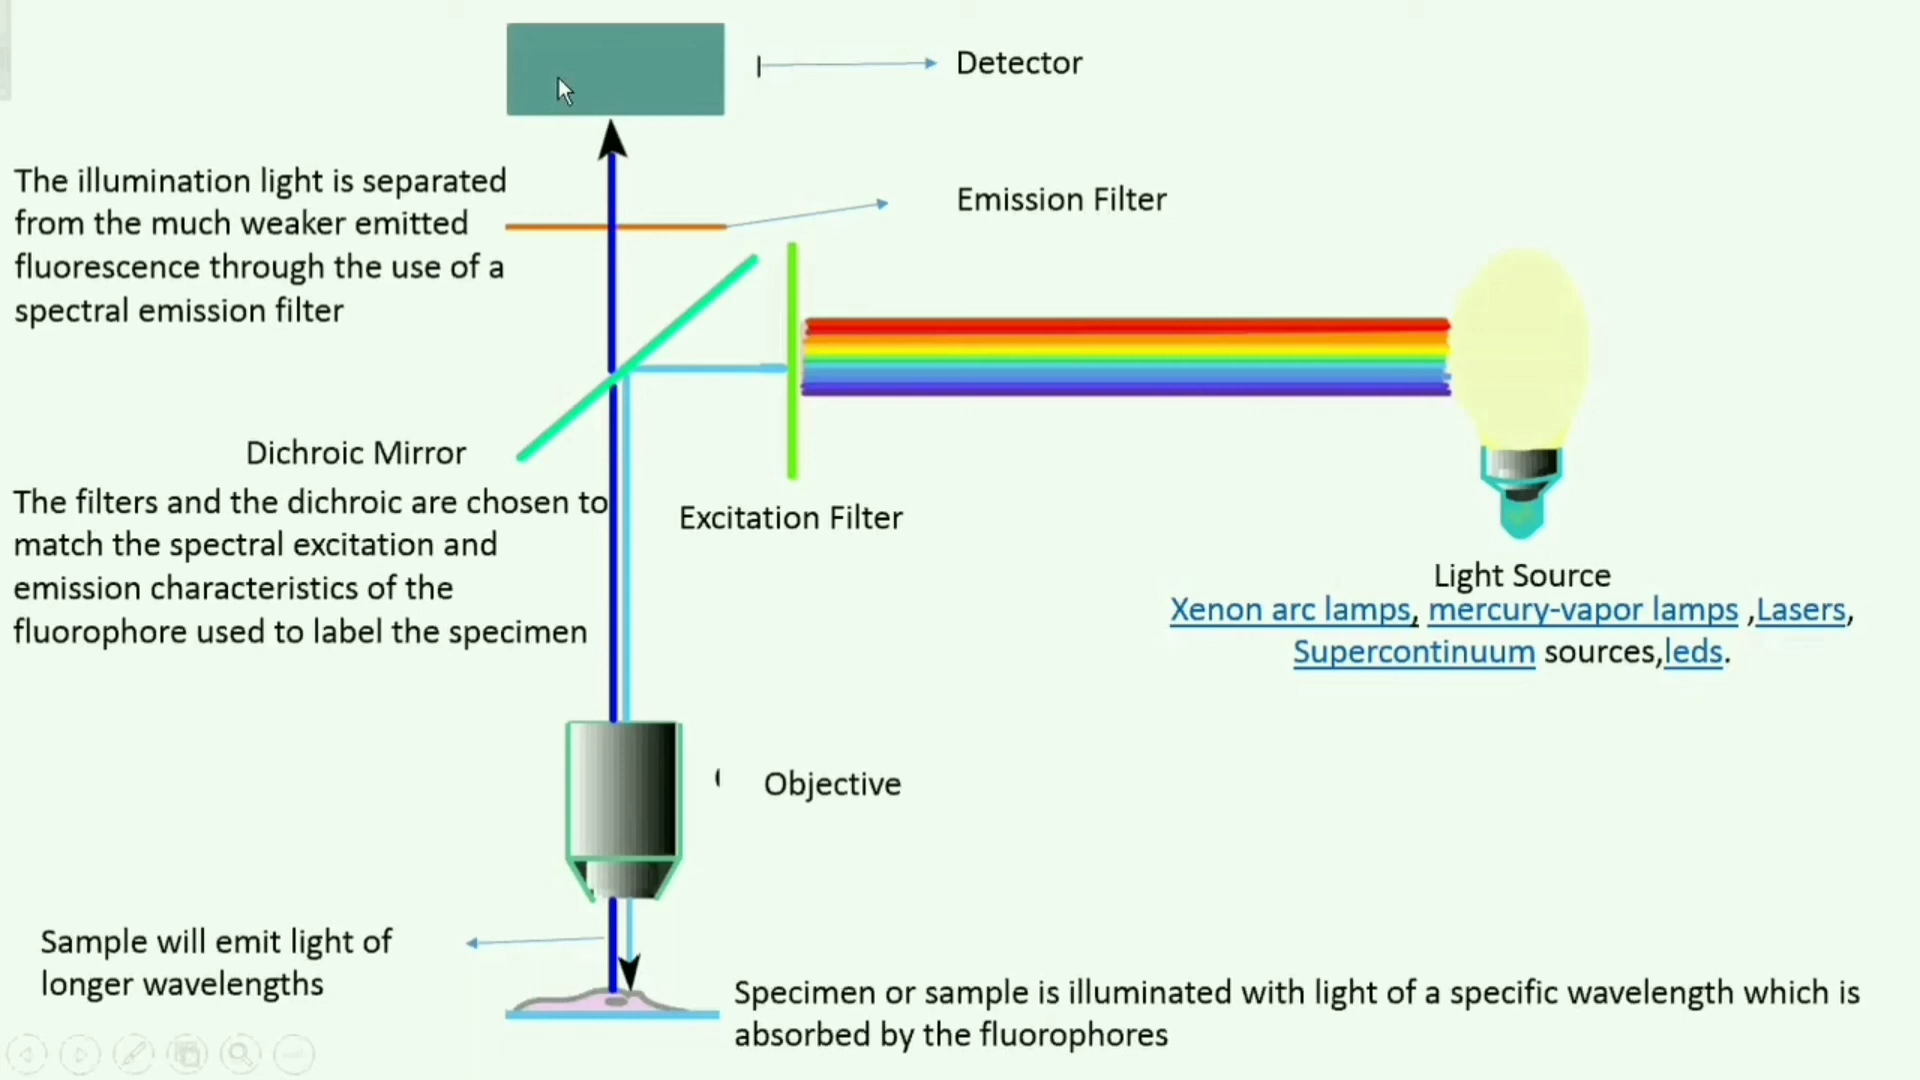 Detector
The illumination light is separated
from the much weaker emitted
fluorescence through the use of a
spectral emission filter
Emission Filter
Dichroic Mirror
The filters and the dichroic are chosen to
match the spectral excitation and
emission characteristics of the
fluorophore used to label the specimen
Excitation Filter
Light Source
Xenon arc lamps, mercury-vapor lamps ,Lasers,
Supercontinuum sources,leds.
Objective
Sample will emit light of
longer wavelengths
Specimen or sample is illuminated with light of a specific wavelength which is
absorbed by the fluorophores